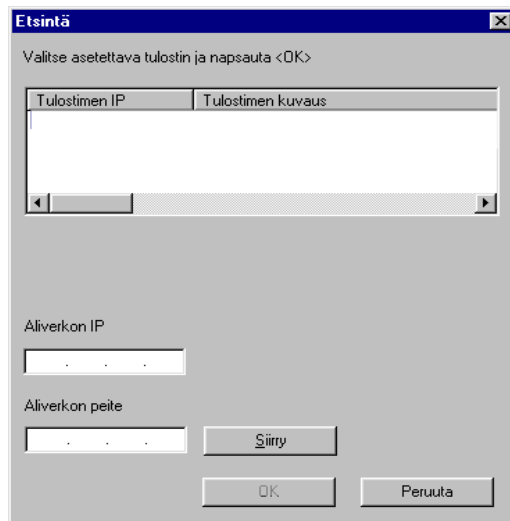 Etsintä
Valitse asetettava tulostin ja napsauta <OK>
Tulostimen IP Tulostimen kuvaus
Aliverkon IP
. . .
Aliverkon peite
. . . Siirry
OK Peruuta